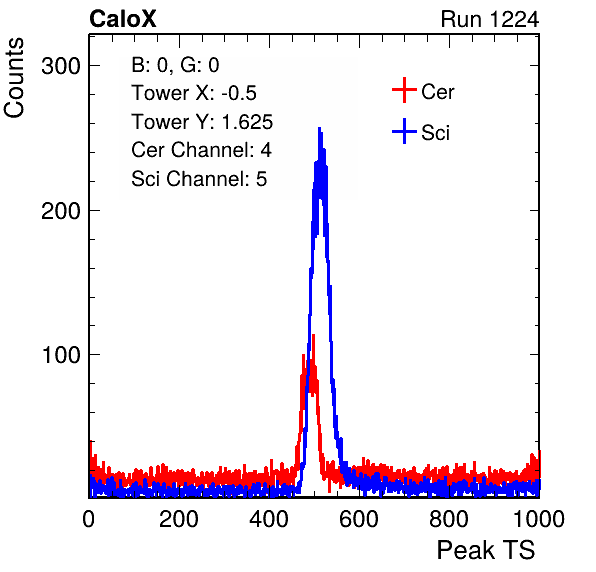 CaloX
Run 1224
Counts
300
200
100
B: 0, G: 0
Tower X: -0.5
Tower Y: 1.625
Cer Channel: 4
Sci Channel: 5
Cer
Sci
0 200 400 600 800 1000
Peak TS